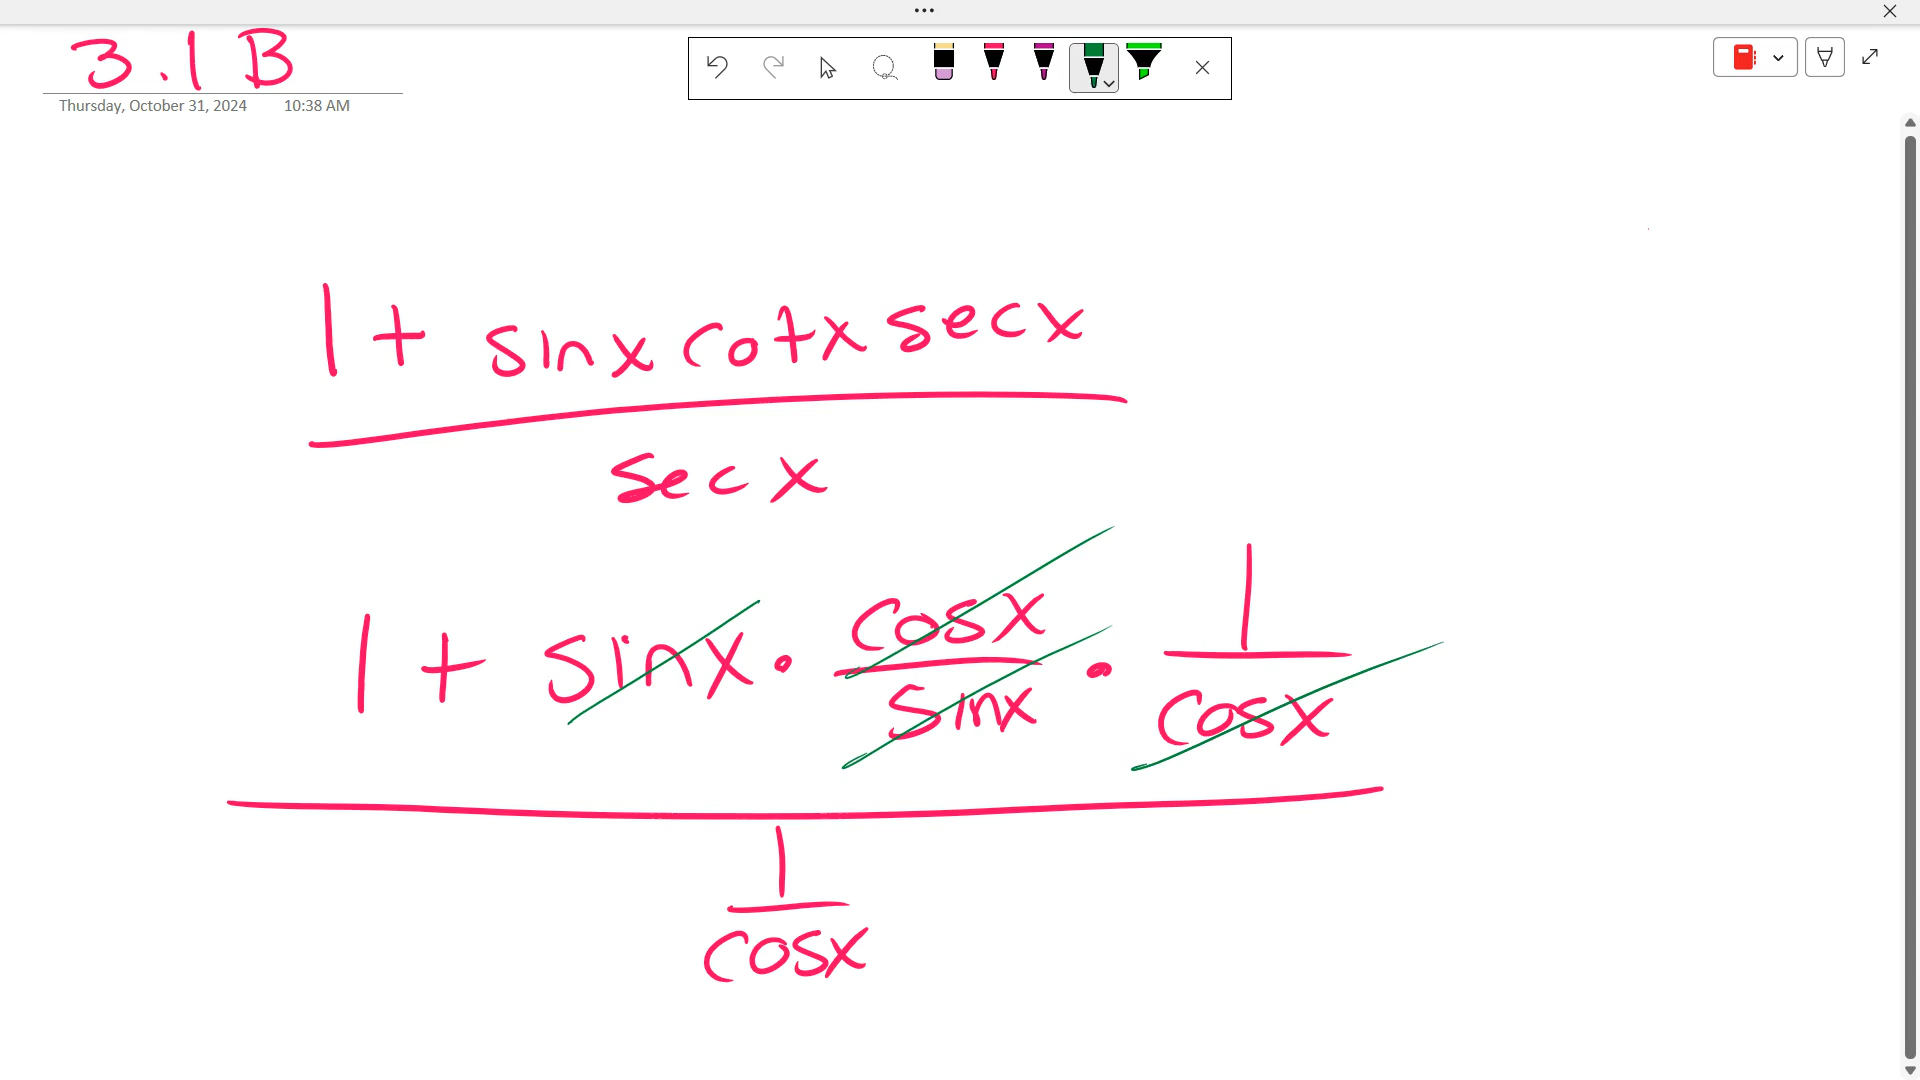 3.1 B
Thursday, October 31, 2024 10:38 AM
1 + sinx cotx secx
sec x
1 + sinx · cosx/sinx · 1/cosx
1
cosx